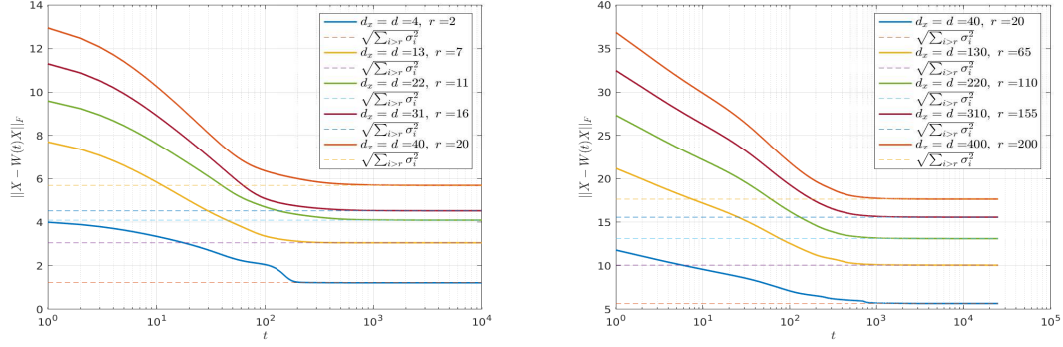 14
12
10
8
6
4
2
0
10^0
10^1
10^2
10^3
10^4
t
||X − W(t)X||_F
d_x = d =4, r =2
√∑_{i>r} σ_i^2
d_x = d =13, r =7
√∑_{i>r} σ_i^2
d_x = d =22, r =11
√∑_{i>r} σ_i^2
d_x = d =31, r =16
√∑_{i>r} σ_i^2
d_x = d =40, r =20
√∑_{i>r} σ_i^2
40
35
30
25
20
15
10
5
10^0
10^1
10^2
10^3
10^4
10^5
t
||X − W(t)X||_F
d_x = d =40, r =20
√∑_{i>r} σ_i^2
d_x = d =130, r =65
√∑_{i>r} σ_i^2
d_x = d =220, r =110
√∑_{i>r} σ_i^2
d_x = d =310, r =155
√∑_{i>r} σ_i^2
d_x = d =400, r =200
√∑_{i>r} σ_i^2